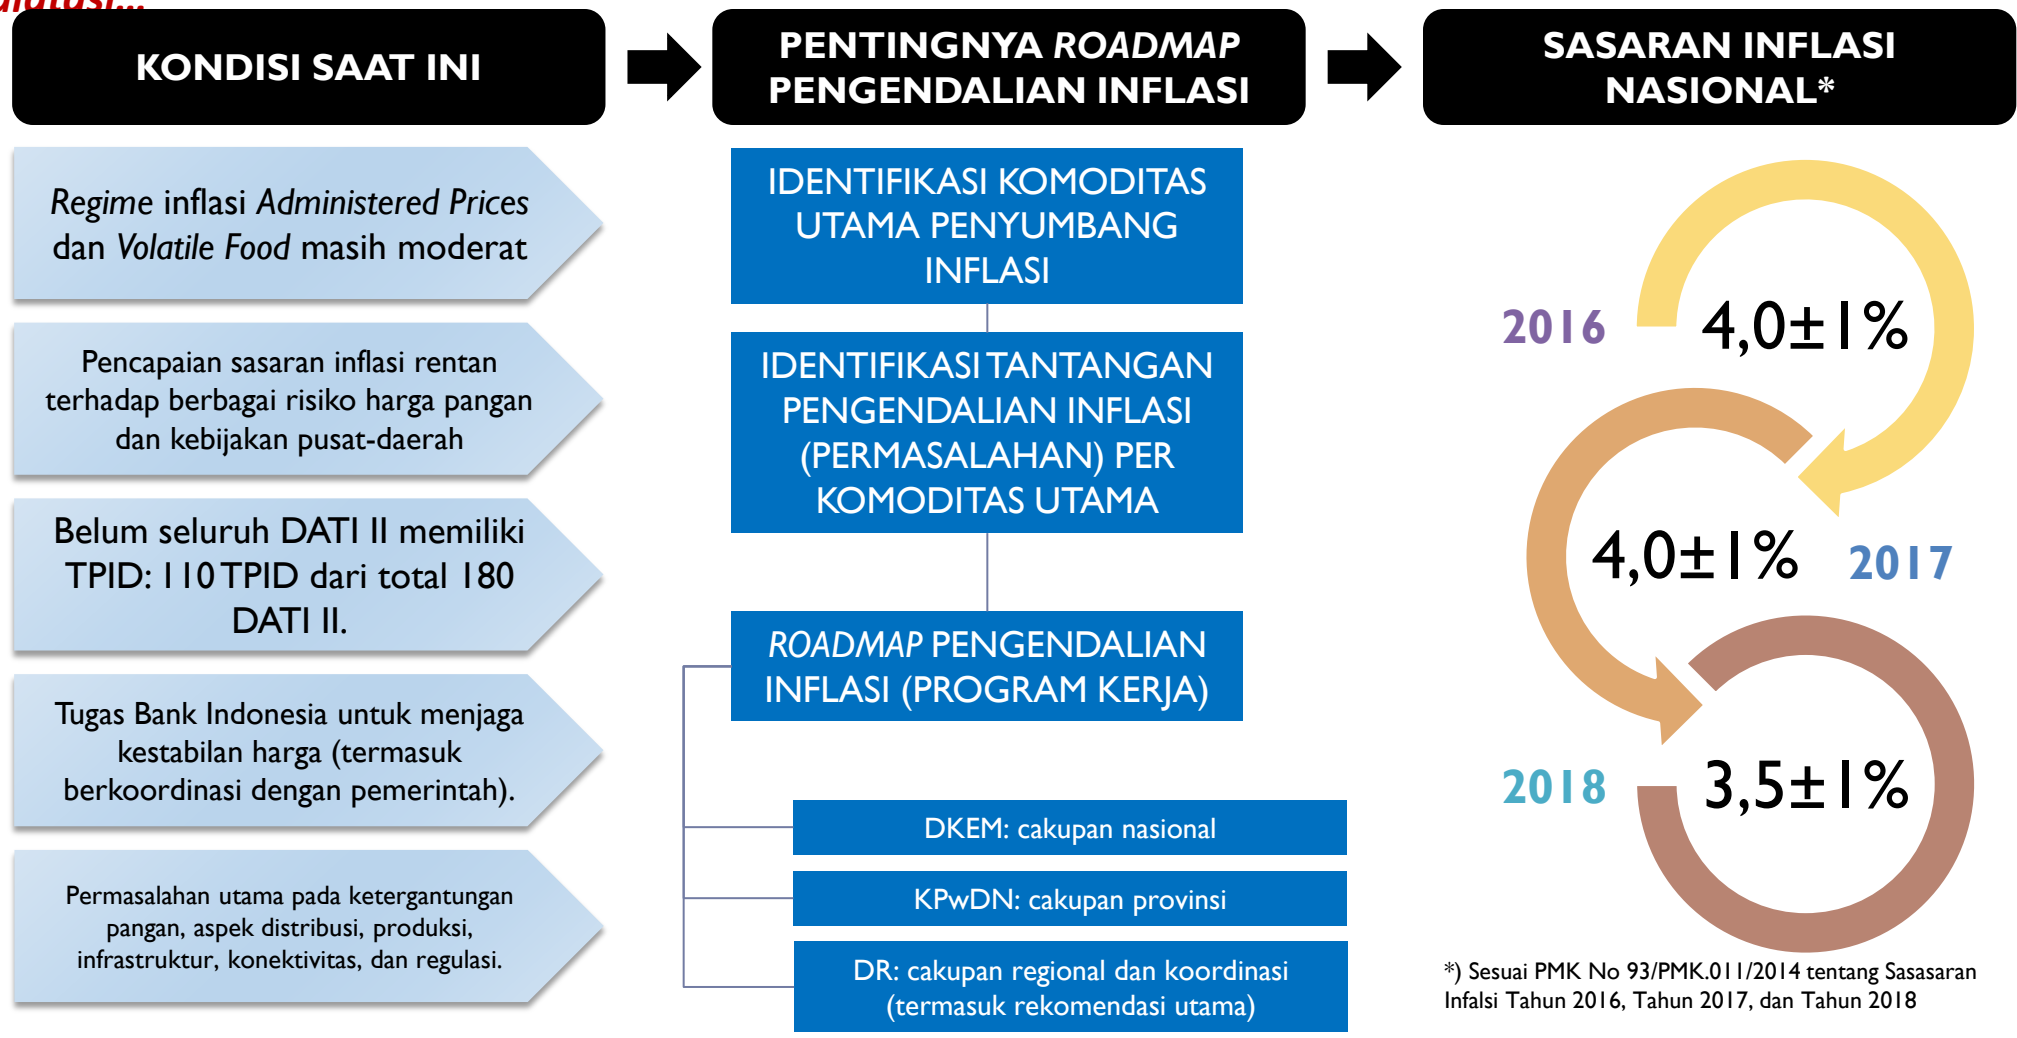 KONDISI SAAT INI
PENTINGNYA ROADMAP
PENGENDALIAN INFLASI
SASARAN INFLASI
NASIONAL*
Regime inflasi Administered Prices
dan Volatile Food masih moderat
Pencapaian sasaran inflasi rentan
terhadap berbagai risiko harga pangan
dan kebijakan pusat-daerah
Belum seluruh DATI II memiliki
TPID: 110 TPID dari total 180
DATI II.
Tugas Bank Indonesia untuk menjaga
kestabilan harga (termasuk
berkoordinasi dengan pemerintah).
Permasalahan utama pada ketergantungan
pangan, aspek distribusi, produksi,
infrastruktur, konektivitas, dan regulasi.
IDENTIFIKASI KOMODITAS
UTAMA PENYUMBANG
INFLASI
IDENTIFIKASI TANTANGAN
PENGENDALIAN INFLASI
(PERMASALAHAN) PER
KOMODITAS UTAMA
ROADMAP PENGENDALIAN
INFLASI (PROGRAM KERJA)
DKEM: cakupan nasional
KPwDN: cakupan provinsi
DR: cakupan regional dan koordinasi
(termasuk rekomendasi utama)
2016
4,0±1%
4,0±1%
2017
2018
3,5±1%
*) Sesuai PMK No 93/PMK.011/2014 tentang Sasasaran
Infalsi Tahun 2016, Tahun 2017, dan Tahun 2018